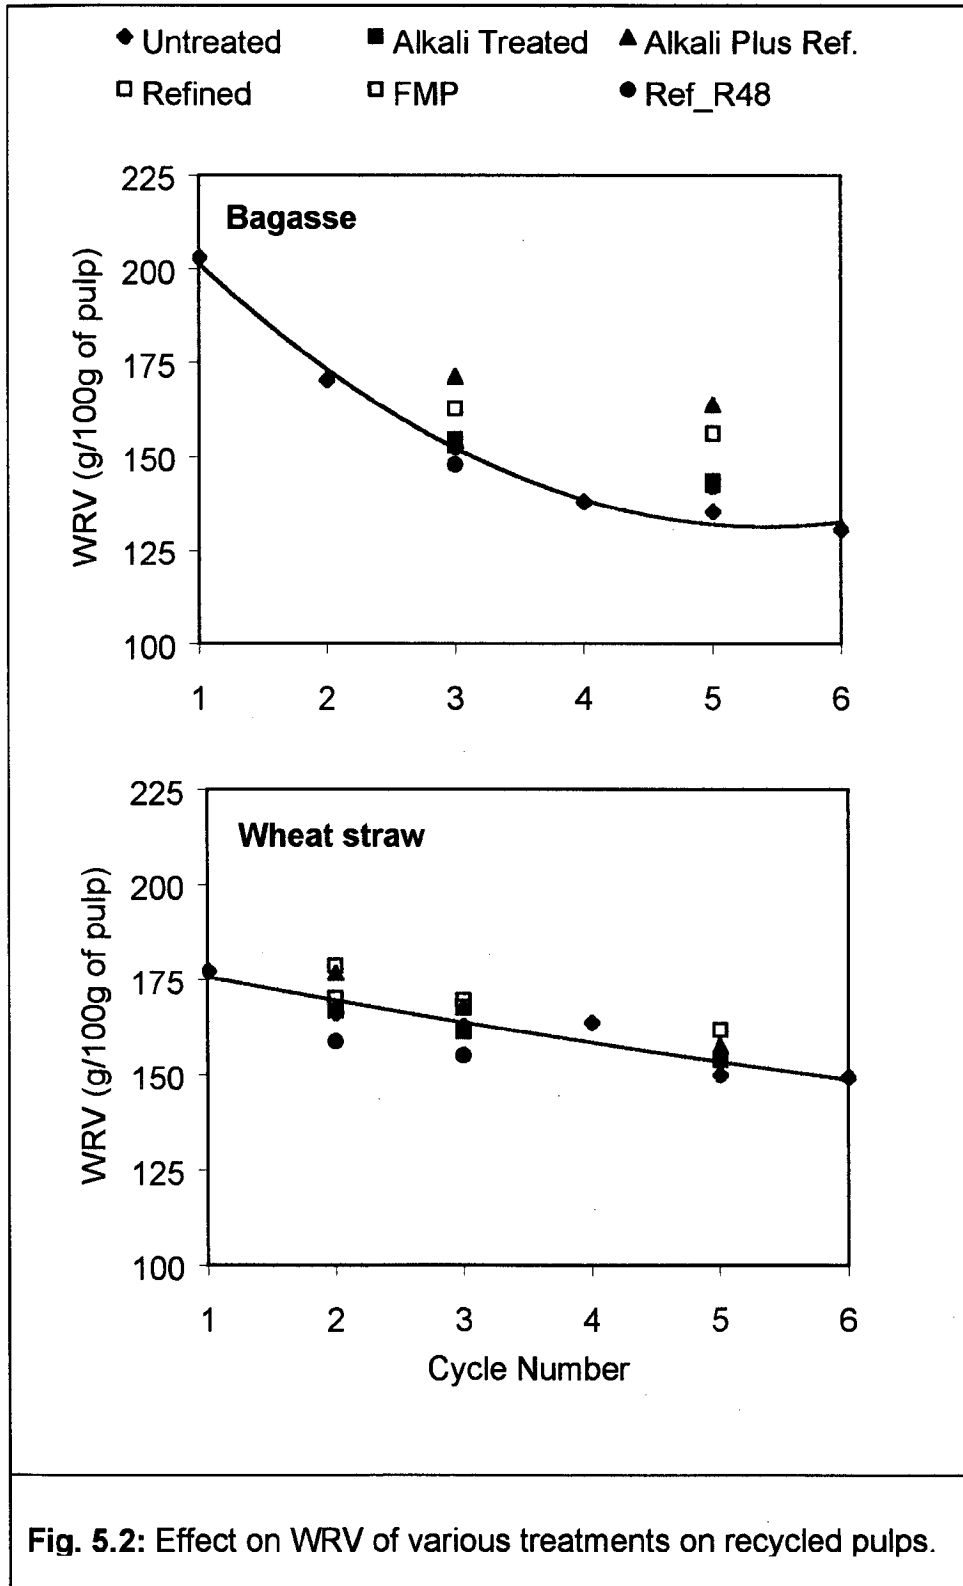 Untreated Alkali Treated Alkali Plus Ref.
Refined FMP Ref_R48
Bagasse
WRV (g/100g of pulp)
225
200
175
150
125
100
1 2 3 4 5 6
Wheat straw
WRV (g/100g of pulp)
225
200
175
150
125
100
1 2 3 4 5 6
Cycle Number
Fig. 5.2: Effect on WRV of various treatments on recycled pulps.